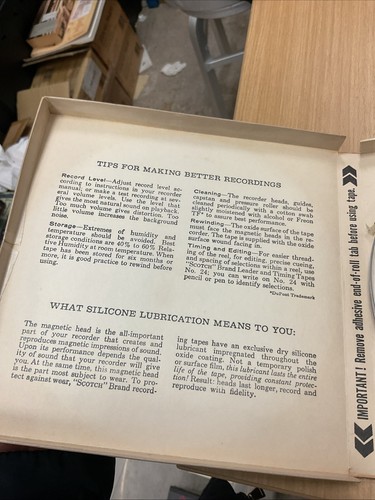 TIPS FOR MAKING BETTER RECORDINGS
Record Level—Adjust record level ac-
cording to instructions in your recorder
manual; or make a test recording at sev-
eral volume levels. Use the level that
gives the most natural sound on playback.
Too much volume gives distortion. Too
little volume increases the background
noise.
Storage—Extremes of humidity and
temperature should be avoided. Best
storage conditions are 40% to 60% Rela-
tive Humidity at room temperature. When
tape has been stored for six months or
more, it is good practice to rewind before
using.
Cleaning—The recorder heads, guides,
capstan and pressure roller should be
cleaned periodically with a cotton swab
slightly moistened with alcohol or Freon
TF* to assure best performance.
Rewinding—The oxide surface of the tape
must face the magnetic heads in the re-
corder. The tape is supplied with the oxide
surface wound facing in.
Timing and Editing—For easier thread-
ing of the reel, for editing, precise cueing,
and spacing of selections within a reel, use
"SCOTCH" Brand Leader and Timing Tapes
No. 24; you can write on No. 24 with
pencil or pen to identify selections.
*DuPont Trademark
WHAT SILICONE LUBRICATION MEANS TO YOU:
The magnetic head is the all-important
part of your recorder that creates and
reproduces magnetic impressions of sound.
Upon its performance depends the qual-
ity of sound that your recorder will give
you. At the same time, this magnetic head
is the part most subject to wear. To pro-
tect against wear, "SCOTCH" Brand record-
ing tapes have an exclusive dry silicone
lubricant impregnated throughout the
oxide coating. Not a temporary polish
or surface film, this lubricant lasts the entire
life of the tape, providing constant protec-
tion! Result: heads last longer, record and
reproduce with fidelity.
IMPORTANT! Remove adhesive end-of-roll tab before using tape.